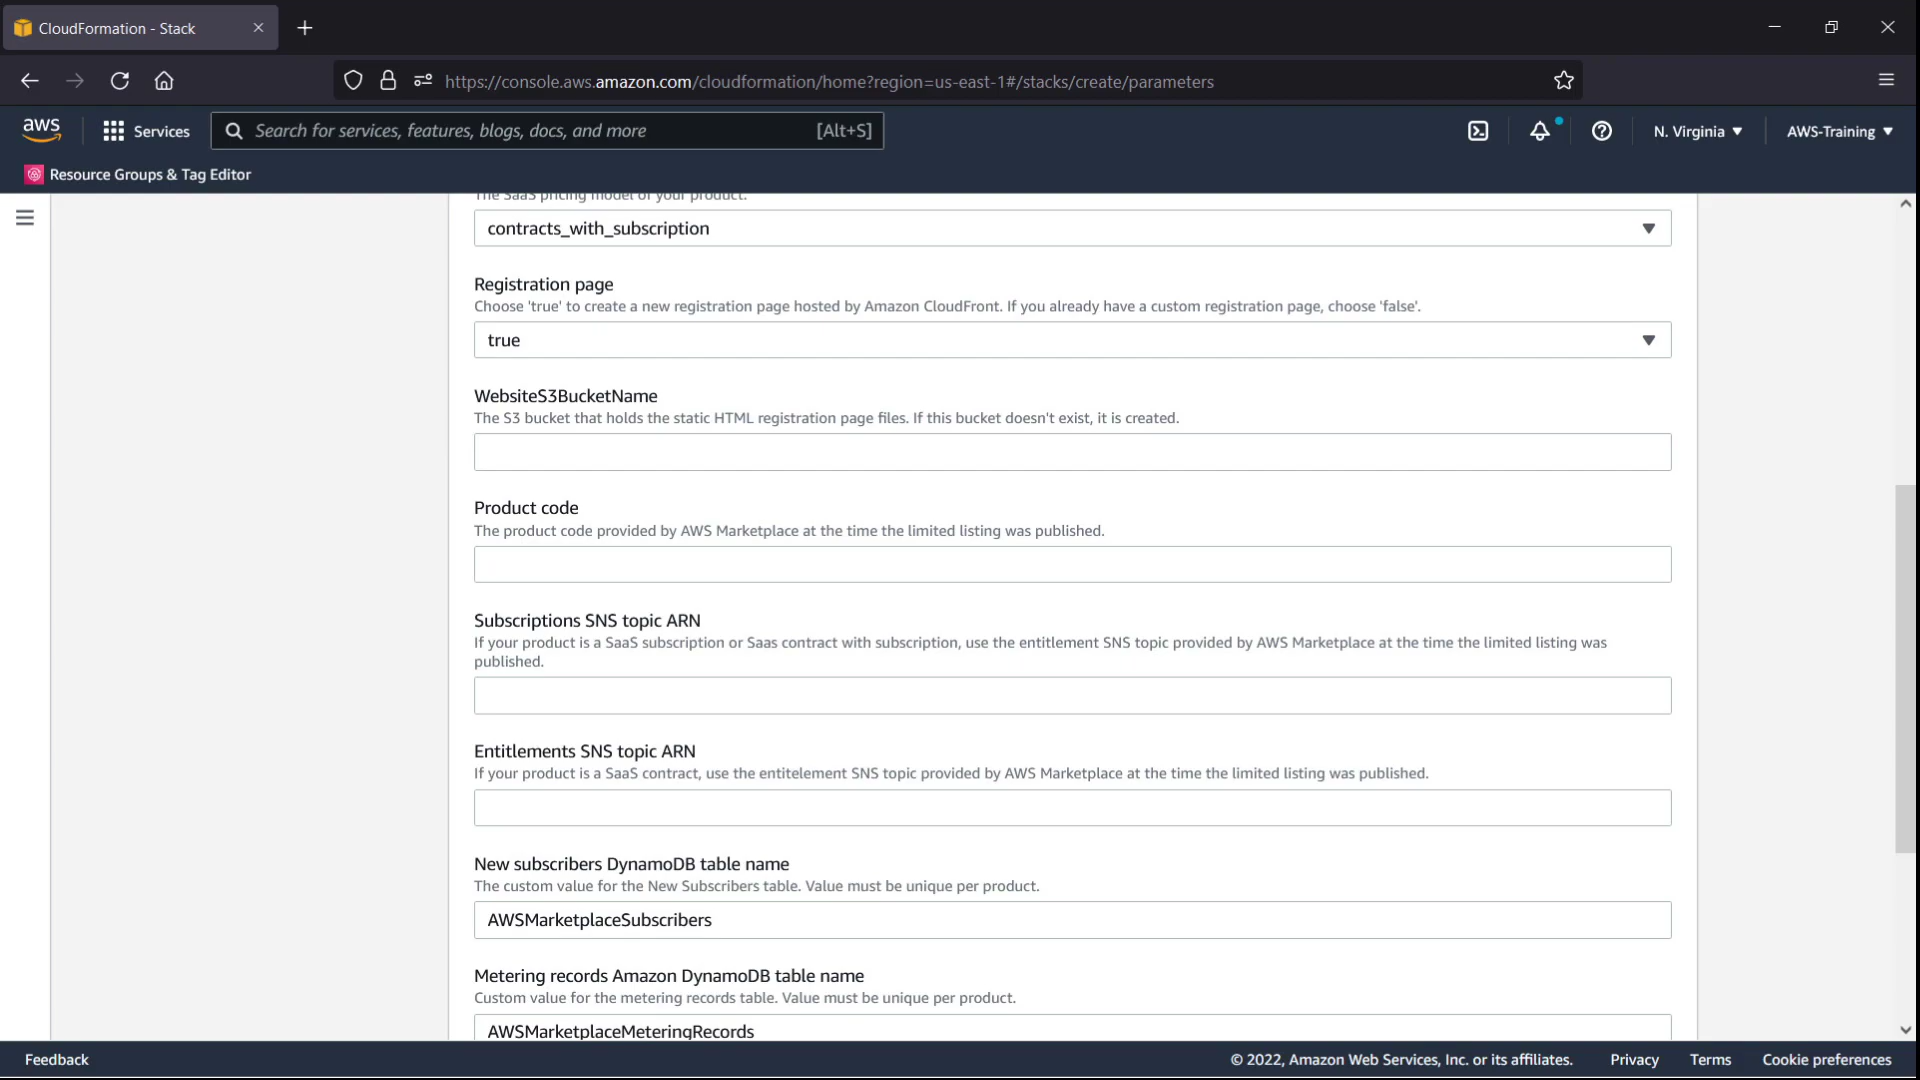 CloudFormation - Stack
https://console.aws.amazon.com/cloudformation/home?region=us-east-1#/stacks/create/parameters
aws
Services
Search for services, features, blogs, docs, and more
[Alt+S]
N. Virginia
AWS-Training
Resource Groups & Tag Editor
The SaaS pricing model of your product.
contracts_with_subscription
Registration page
Choose 'true' to create a new registration page hosted by Amazon CloudFront. If you already have a custom registration page, choose 'false'.
true
WebsiteS3BucketName
The S3 bucket that holds the static HTML registration page files. If this bucket doesn't exist, it is created.
Product code
The product code provided by AWS Marketplace at the time the limited listing was published.
Subscriptions SNS topic ARN
If your product is a SaaS subscription or Saas contract with subscription, use the entitlement SNS topic provided by AWS Marketplace at the time the limited listing was
published.
Entitlements SNS topic ARN
If your product is a SaaS contract, use the entitelement SNS topic provided by AWS Marketplace at the time the limited listing was published.
New subscribers DynamoDB table name
The custom value for the New Subscribers table. Value must be unique per product.
AWSMarketplaceSubscribers
Metering records Amazon DynamoDB table name
Custom value for the metering records table. Value must be unique per product.
AWSMarketplaceMeteringRecords
Feedback
© 2022, Amazon Web Services, Inc. or its affiliates.
Privacy
Terms
Cookie preferences